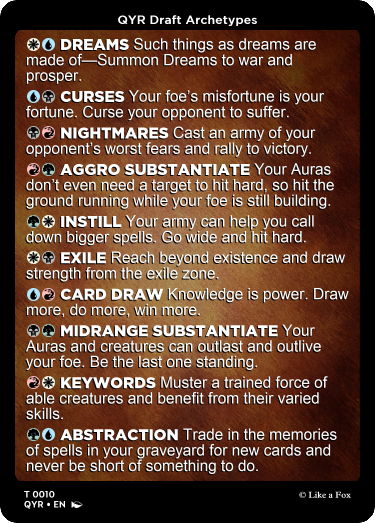 QYR Draft Archetypes
DREAMS Such things as dreams are
made of—Summon Dreams to war and
prosper.
CURSES Your foe's misfortune is your
fortune. Curse your opponent to suffer.
NIGHTMARES Cast an army of your
opponent's worst fears and rally to victory.
AGGRO SUBSTANTIATE Your Auras
don't even need a target to hit hard, so hit the
ground running while your foe is still building.
INSTILL Your army can help you call
down bigger spells. Go wide and hit hard.
EXILE Reach beyond existence and draw
strength from the exile zone.
CARD DRAW Knowledge is power. Draw
more, do more, win more.
MIDRANGE SUBSTANTIATE Your
Auras and creatures can outlast and outlive
your foe. Be the last one standing.
KEYWORDS Muster a trained force of
able creatures and benefit from their varied
skills.
ABSTRACTION Trade in the memories
of spells in your graveyard for new cards and
never be short of something to do.
T 0010
QYR • EN
© Like a Fox